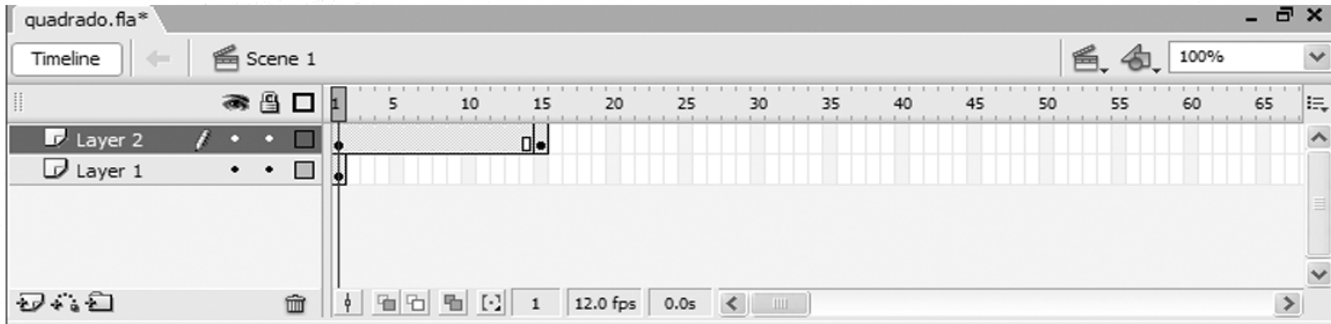 quadrado.fla*
Timeline Scene 1 100%
1 5 10 15 20 25 30 35 40 45 50 55 60 65
Layer 2
Layer 1
1 12.0 fps 0.0s